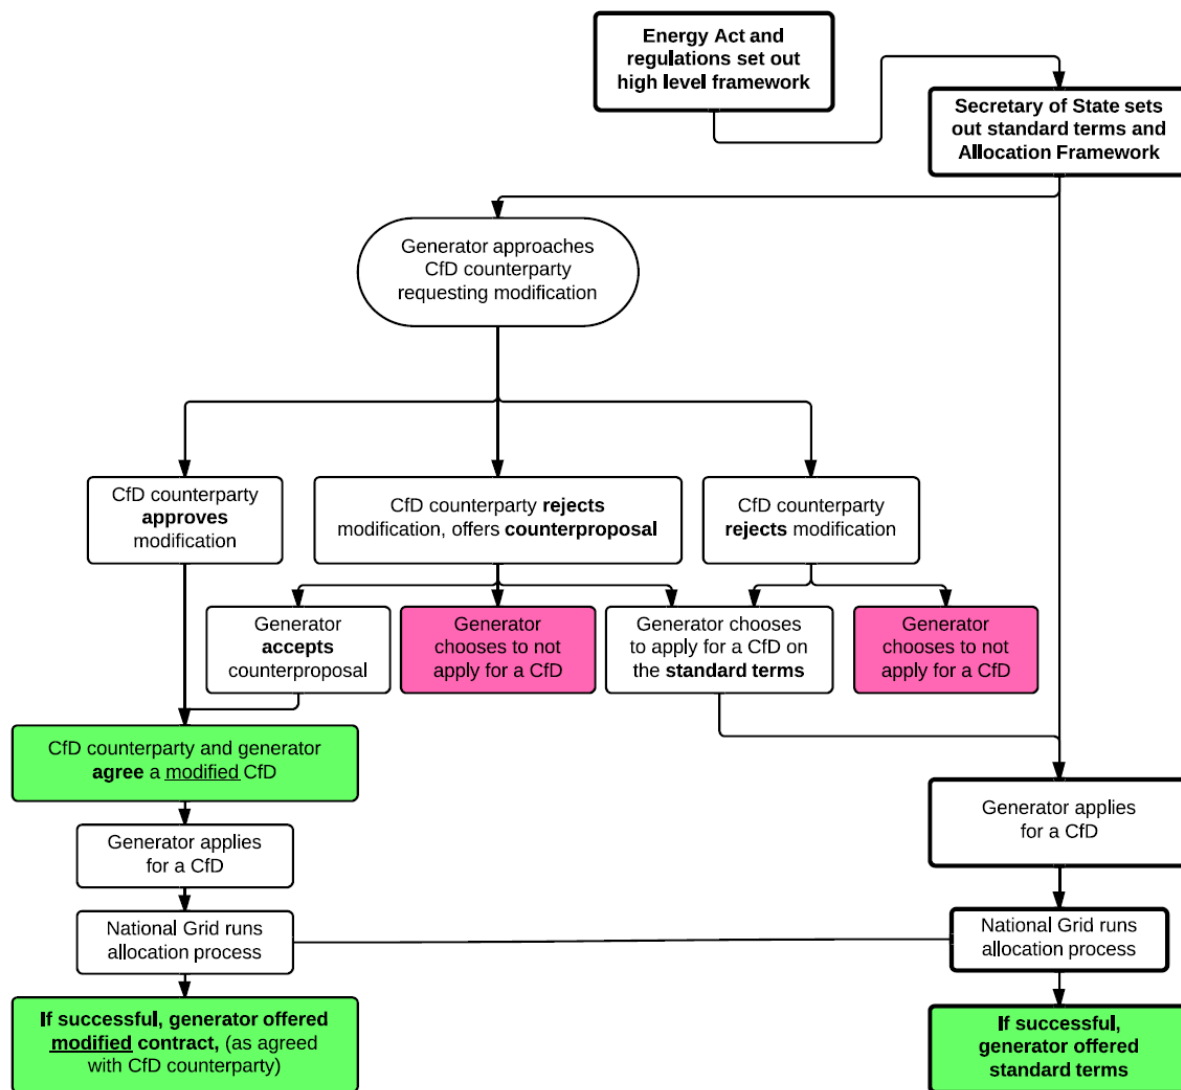 Energy Act and
regulations set out
high level framework
Secretary of State sets
out standard terms and
Allocation Framework
Generator approaches
CfD counterparty
requesting modification
CfD counterparty
approves
modification
CfD counterparty rejects
modification, offers counterproposal
CfD counterparty
rejects modification
Generator
accepts
counterproposal
Generator
chooses to not
apply for a CfD
Generator chooses
to apply for a CfD on
the standard terms
Generator
chooses to not
apply for a CfD
CfD counterparty and generator
agree a modified CfD
Generator applies
for a CfD
Generator applies
for a CfD
National Grid runs
allocation process
National Grid runs
allocation process
If successful, generator offered
modified contract, (as agreed
with CfD counterparty)
If successful,
generator offered
standard terms